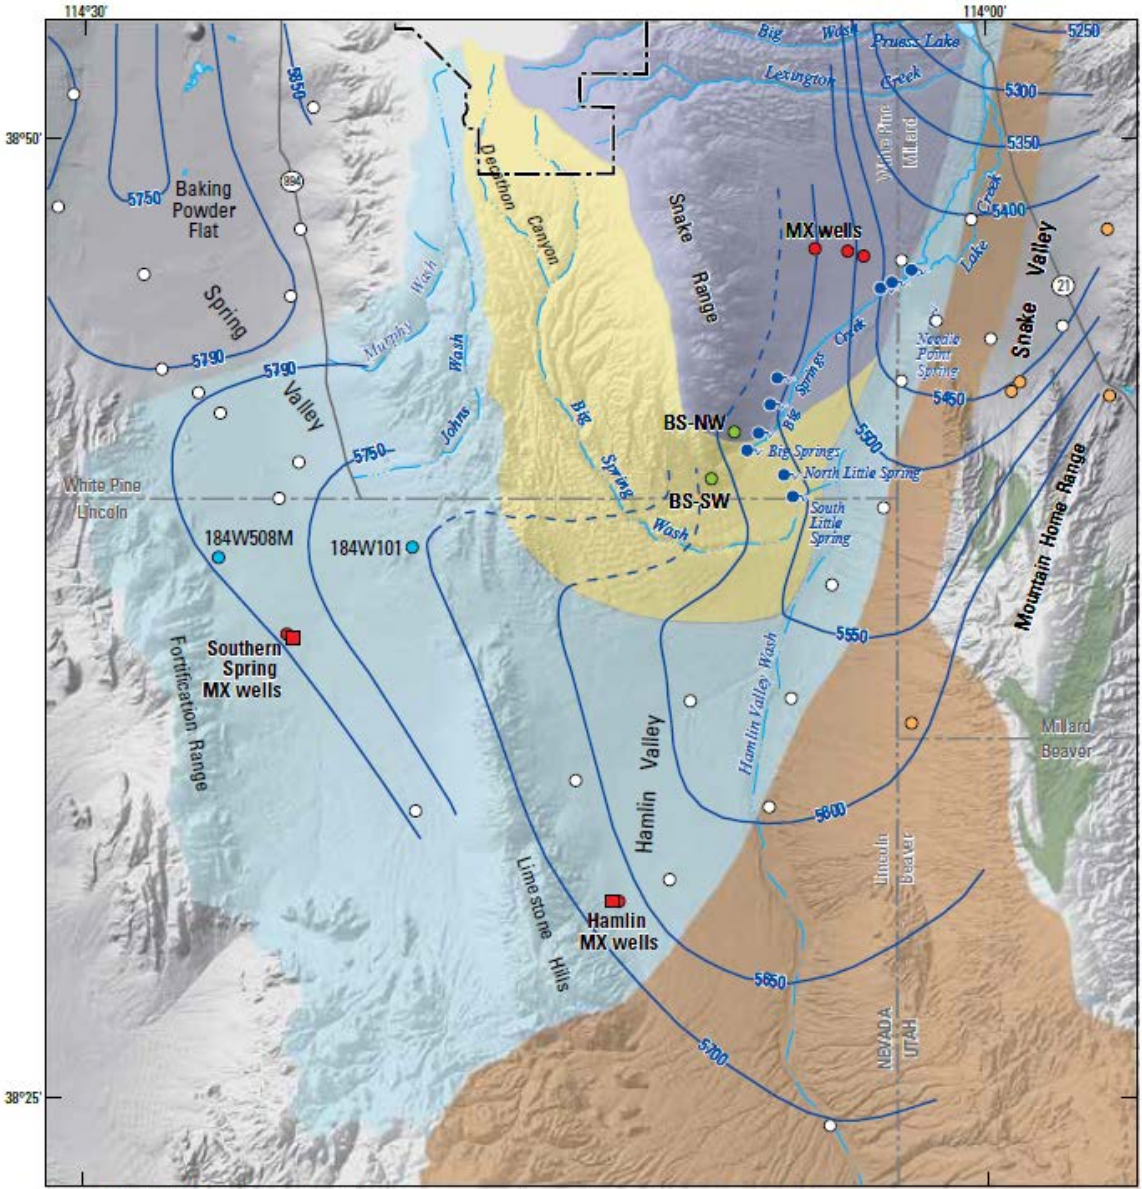 114°30'
114°00'
38°50'
38°25'
Big Wash
Pruess Lake
5250
Lexington Creek
5300
5850
White Pine
Millard
5350
894
Decathon Canyon
5750
Baking
Powder
Flat
Snake Range
Creek
5400
MX wells
Lake
Snake Valley
21
Spring Valley
Murphy Wash
Johns Wash
Big Springs Creek
Needle
Point
Spring
5790
5790
5450
Big Spring Wash
BS-NW
5500
5750
Big Springs
North Little Spring
White Pine
Lincoln
BS-SW
South
Little
Spring
184W508M
184W101
Mountain Home Range
Southern
Spring
MX wells
Fortification Range
5550
Hamlin Valley Wash
Hamlin Valley
Millard
Beaver
5600
Lincoln
Beaver
Limestone Hills
Hamlin
MX wells
5650
5700
NEVADA
UTAH